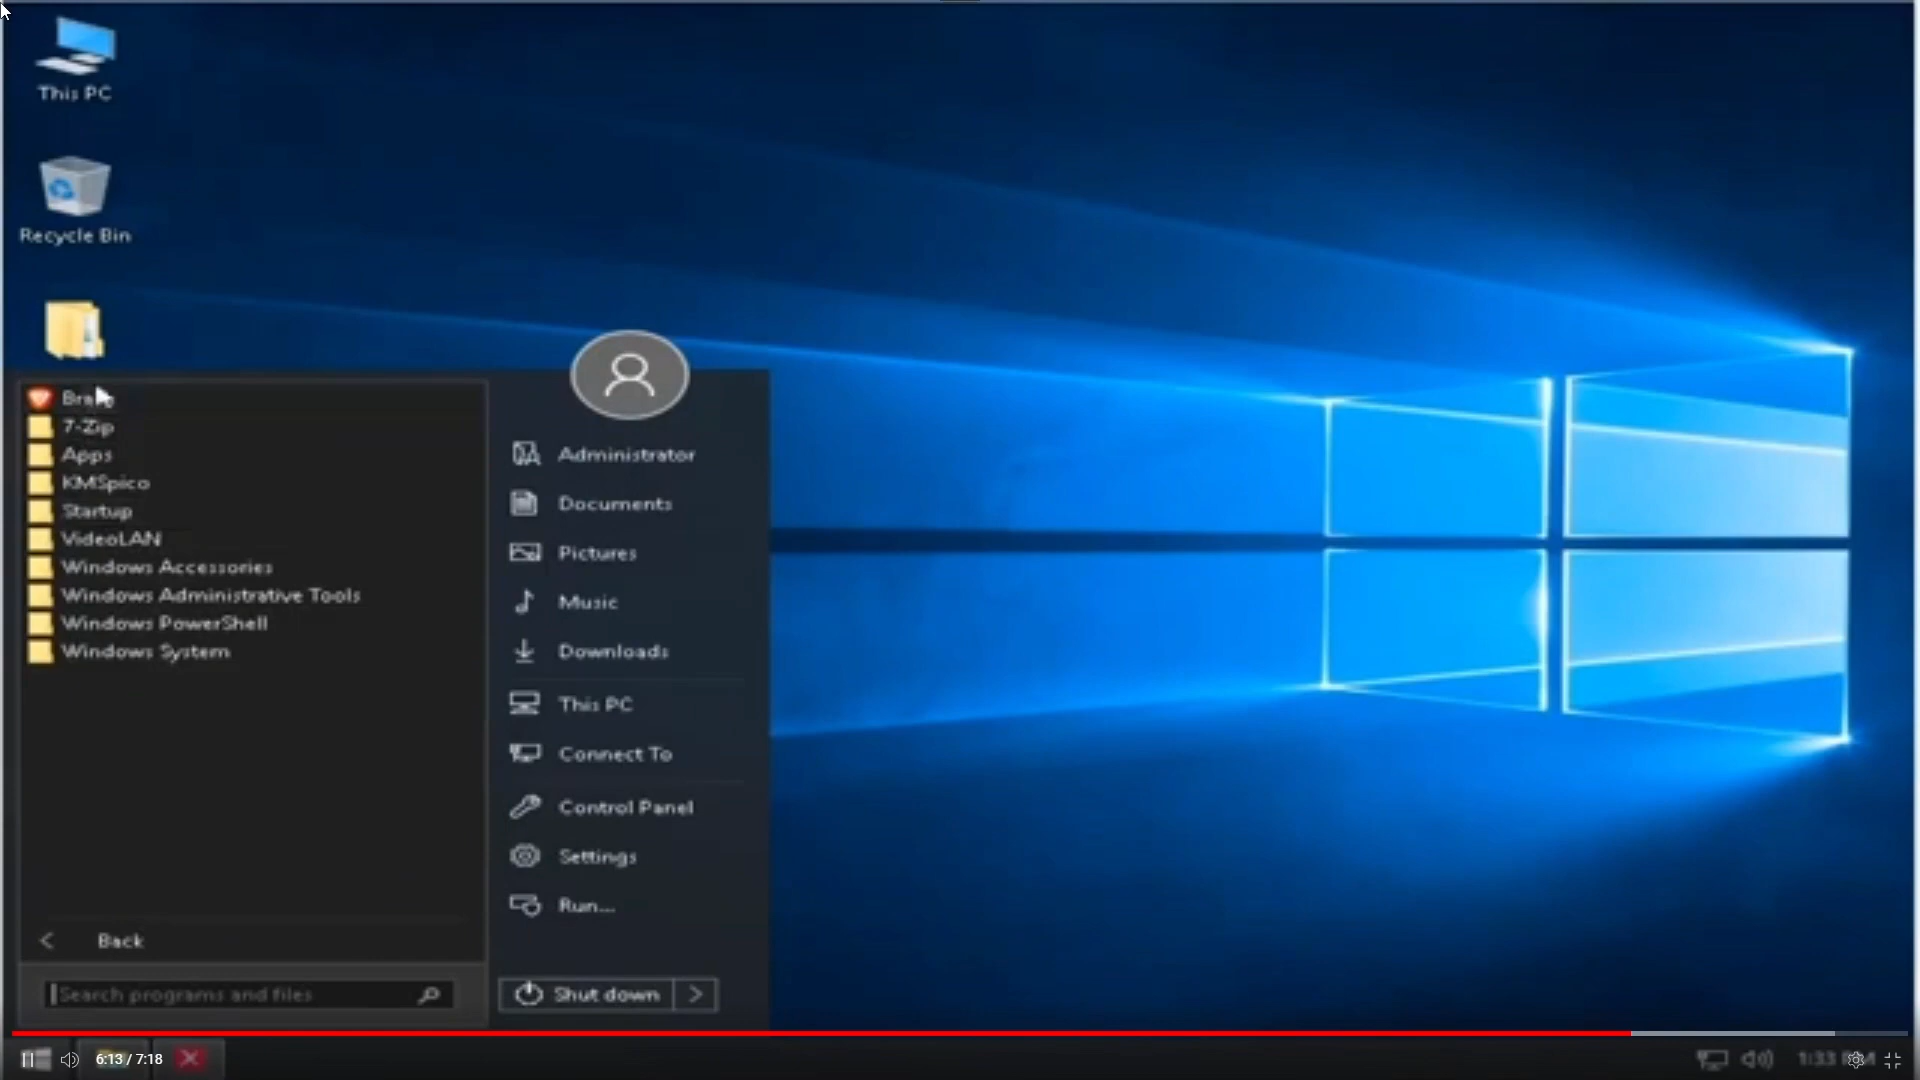 This PC
Recycle Bin
7-Zip
Apps
KMSpico
Startup
VideoLAN
Windows Accessories
Windows Administrative Tools
Windows PowerShell
Windows System
Back
Search programs and files
Administrator
Documents
Pictures
Music
Downloads
This PC
Connect To
Control Panel
Settings
Run...
Shut down
6:13 / 7:18
1:33